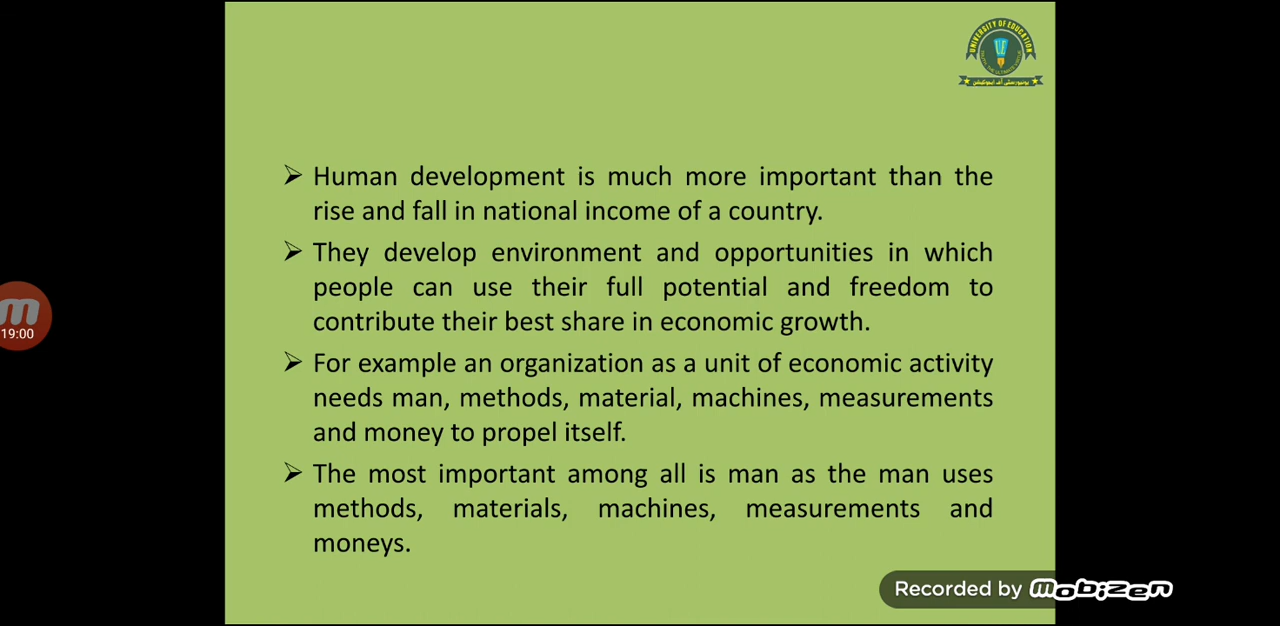 UNIVERSITY OF EDUCATION
➢ Human development is much more important than the
rise and fall in national income of a country.
➢ They develop environment and opportunities in which
people can use their full potential and freedom to
contribute their best share in economic growth.
➢ For example an organization as a unit of economic activity
needs man, methods, material, machines, measurements
and money to propel itself.
➢ The most important among all is man as the man uses
methods, materials, machines, measurements and
moneys.
m
19:00
Recorded by mobizen